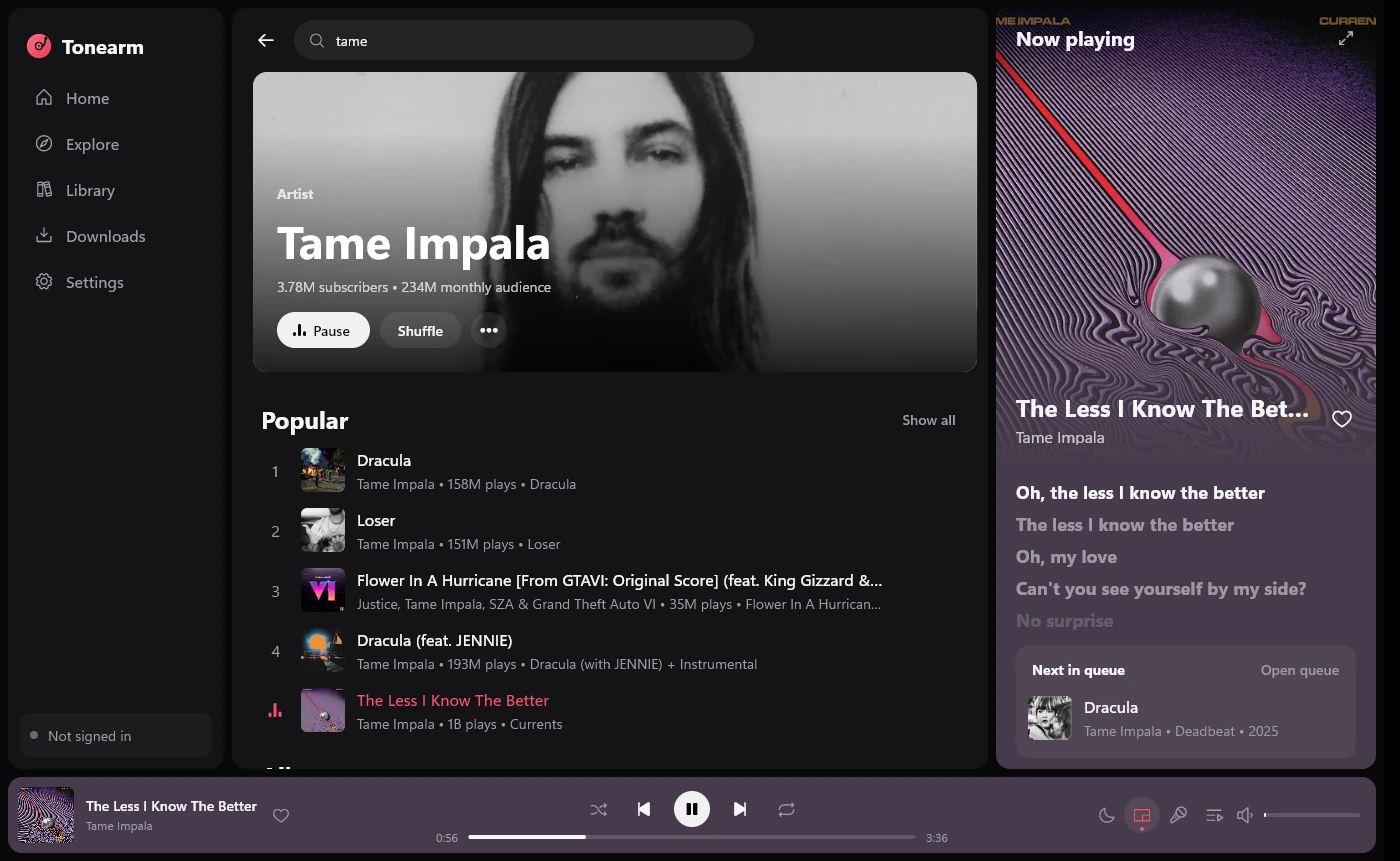 Tonearm
Home
Explore
Library
Downloads
Settings
Not signed in
tame
Artist
Tame Impala
3.78M subscribers • 234M monthly audience
Pause
Shuffle
Popular
Show all
1
Dracula
Tame Impala • 158M plays • Dracula
2
Loser
Tame Impala • 151M plays • Loser
3
Flower In A Hurricane [From GTAVI: Original Score] (feat. King Gizzard &...
Justice, Tame Impala, SZA & Grand Theft Auto VI • 35M plays • Flower In A Hurrican...
VI
4
Dracula (feat. JENNIE)
Tame Impala • 193M plays • Dracula (with JENNIE) + Instrumental
The Less I Know The Better
Tame Impala • 1B plays • Currents
ME IMPALA
CURREN
Now playing
The Less I Know The Bet...
Tame Impala
Oh, the less I know the better
The less I know the better
Oh, my love
Can't you see yourself by my side?
No surprise
Next in queue
Open queue
Dracula
Tame Impala • Deadbeat • 2025
The Less I Know The Better
Tame Impala
0:56
3:36